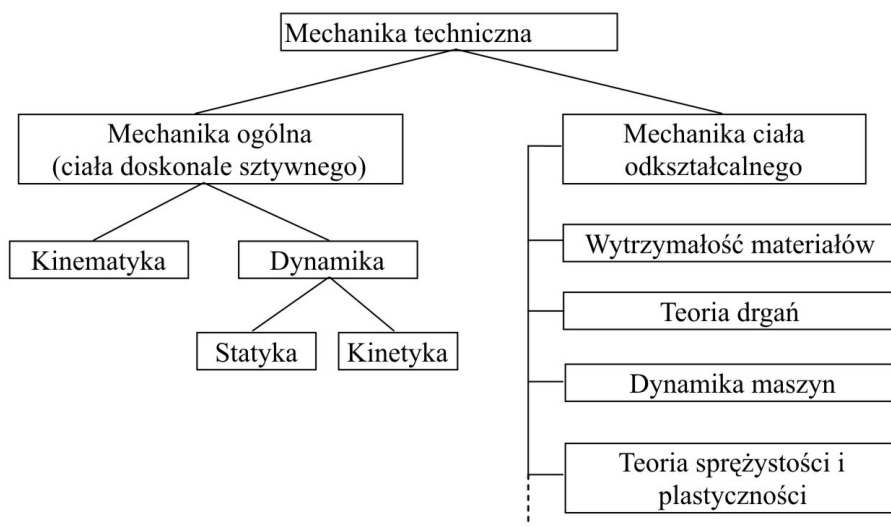 Mechanika techniczna
Mechanika ogólna
(ciała doskonale sztywnego)
Mechanika ciała
odkształcalnego
Kinematyka
Dynamika
Statyka
Kinetyka
Wytrzymałość materiałów
Teoria drgań
Dynamika maszyn
Teoria sprężystości i
plastyczności